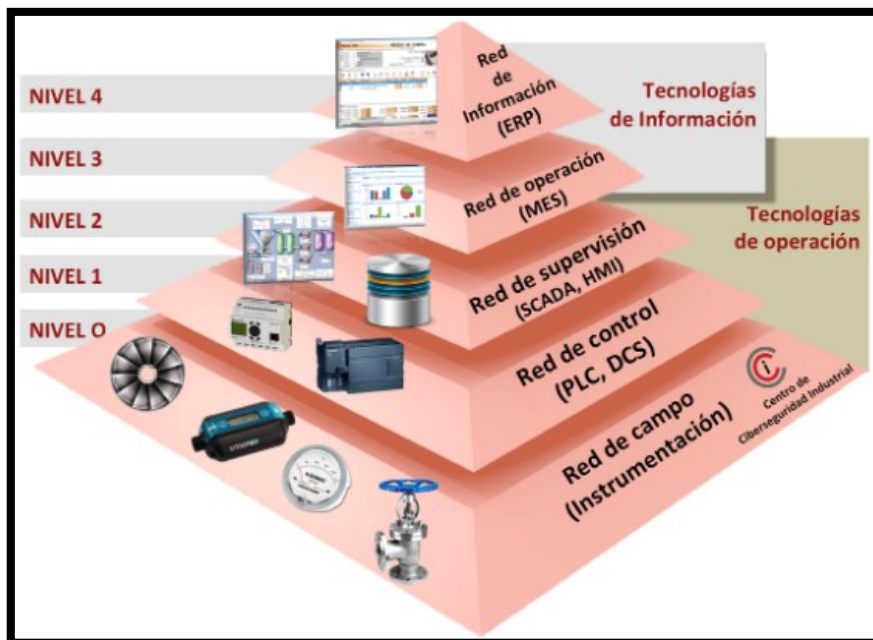 NIVEL 4
NIVEL 3
NIVEL 2
NIVEL 1
NIVEL O
Red
de
Información
(ERP)
Red de operación
(MES)
Red de supervisión
(SCADA, HMI)
Red de control
(PLC, DCS)
Red de campo
(Instrumentación)
Tecnologías
de Información
Tecnologías
de operación
Centro de
Ciberseguridad Industrial